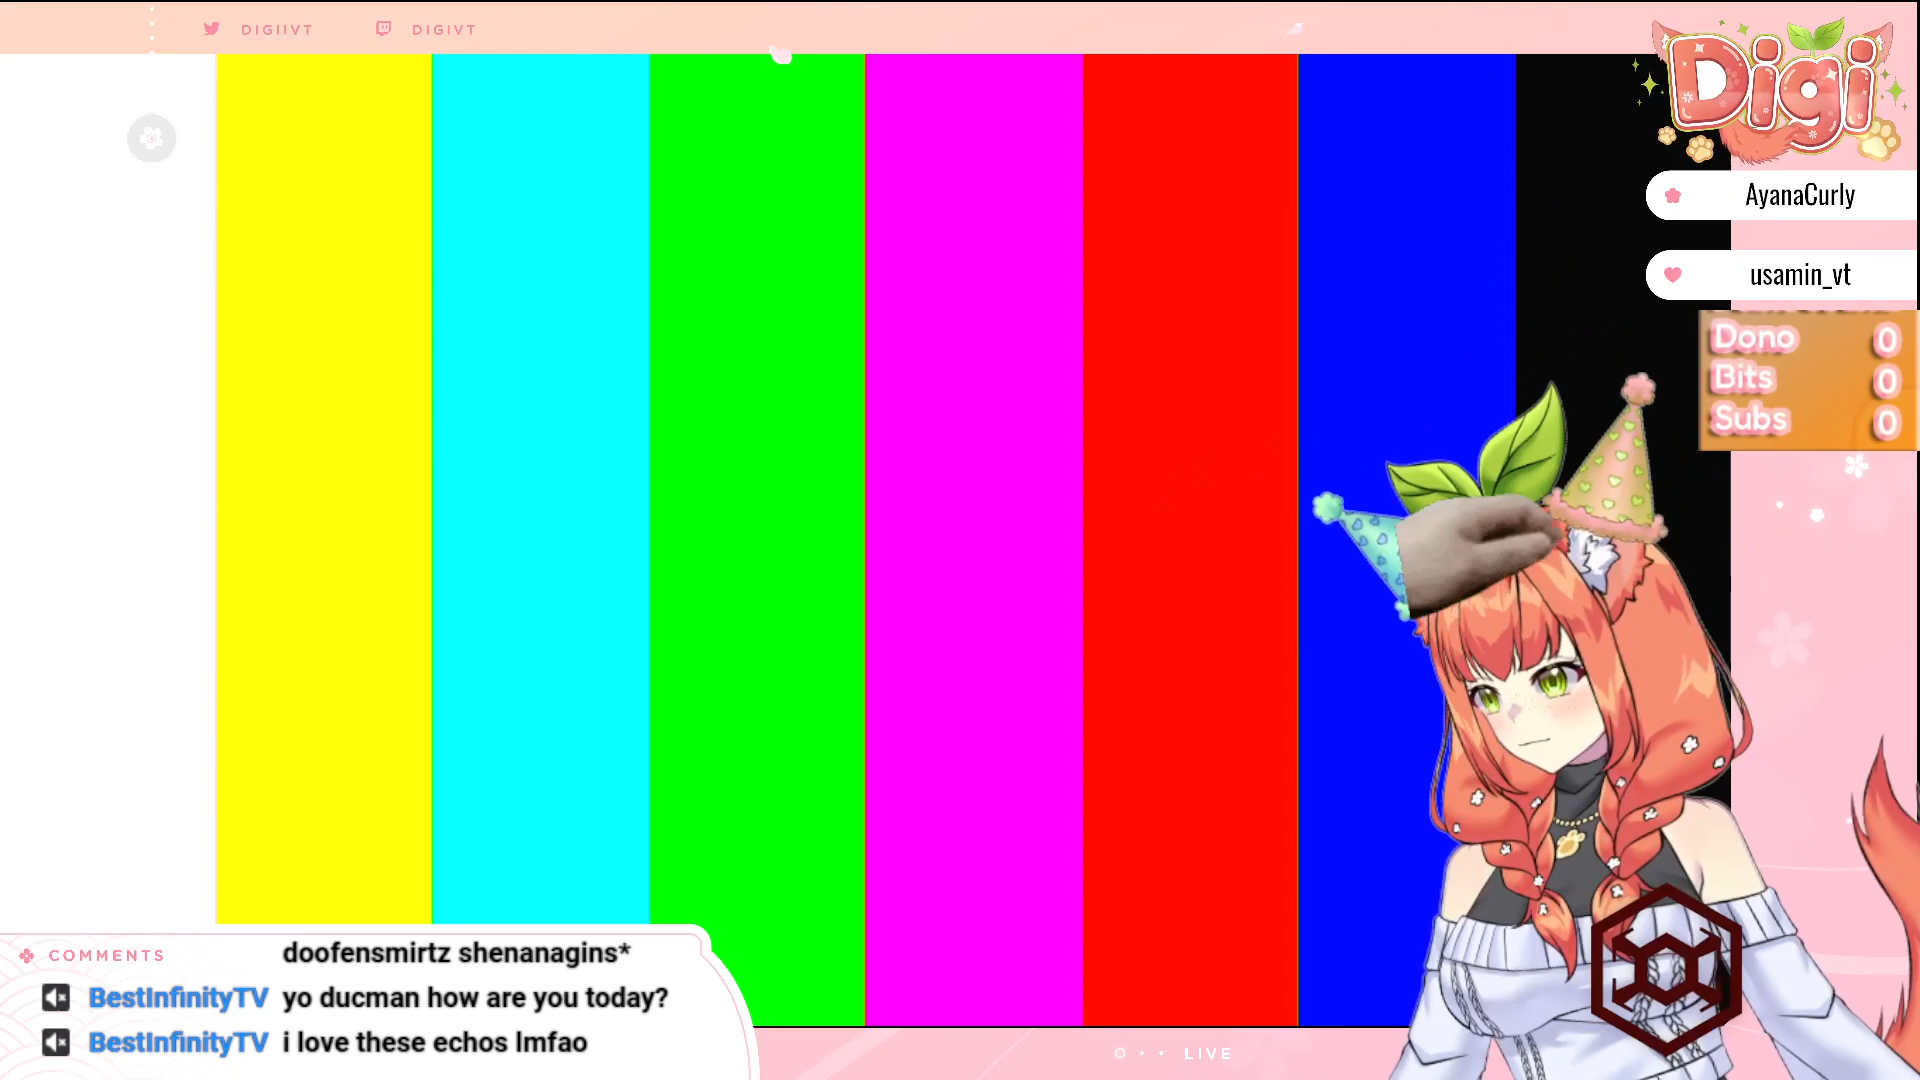 DIGIIVT
DIGIVT
Digi
AyanaCurly
usamin_vt
Dono 0
Bits 0
Subs 0
COMMENTS
doofensmirtz shenanagins*
BestInfinityTV yo ducman how are you today?
BestInfinityTV i love these echos lmfao
LIVE